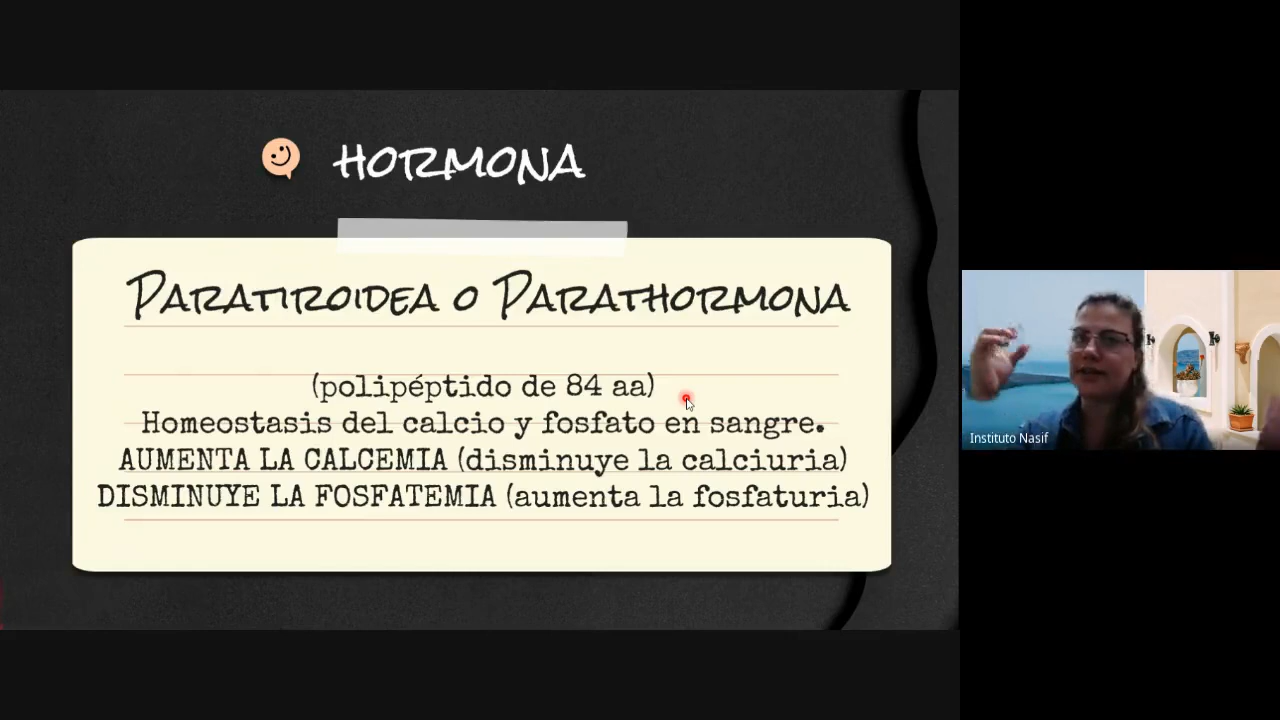 HORMONA
PARATIROIDEA O PARATHORMONA
(polipéptido de 84 aa)
Homeostasis del calcio y fosfato en sangre.
AUMENTA LA CALCEMIA (disminuye la calciuria)
DISMINUYE LA FOSFATEMIA (aumenta la fosfaturia)
Instituto Nasif